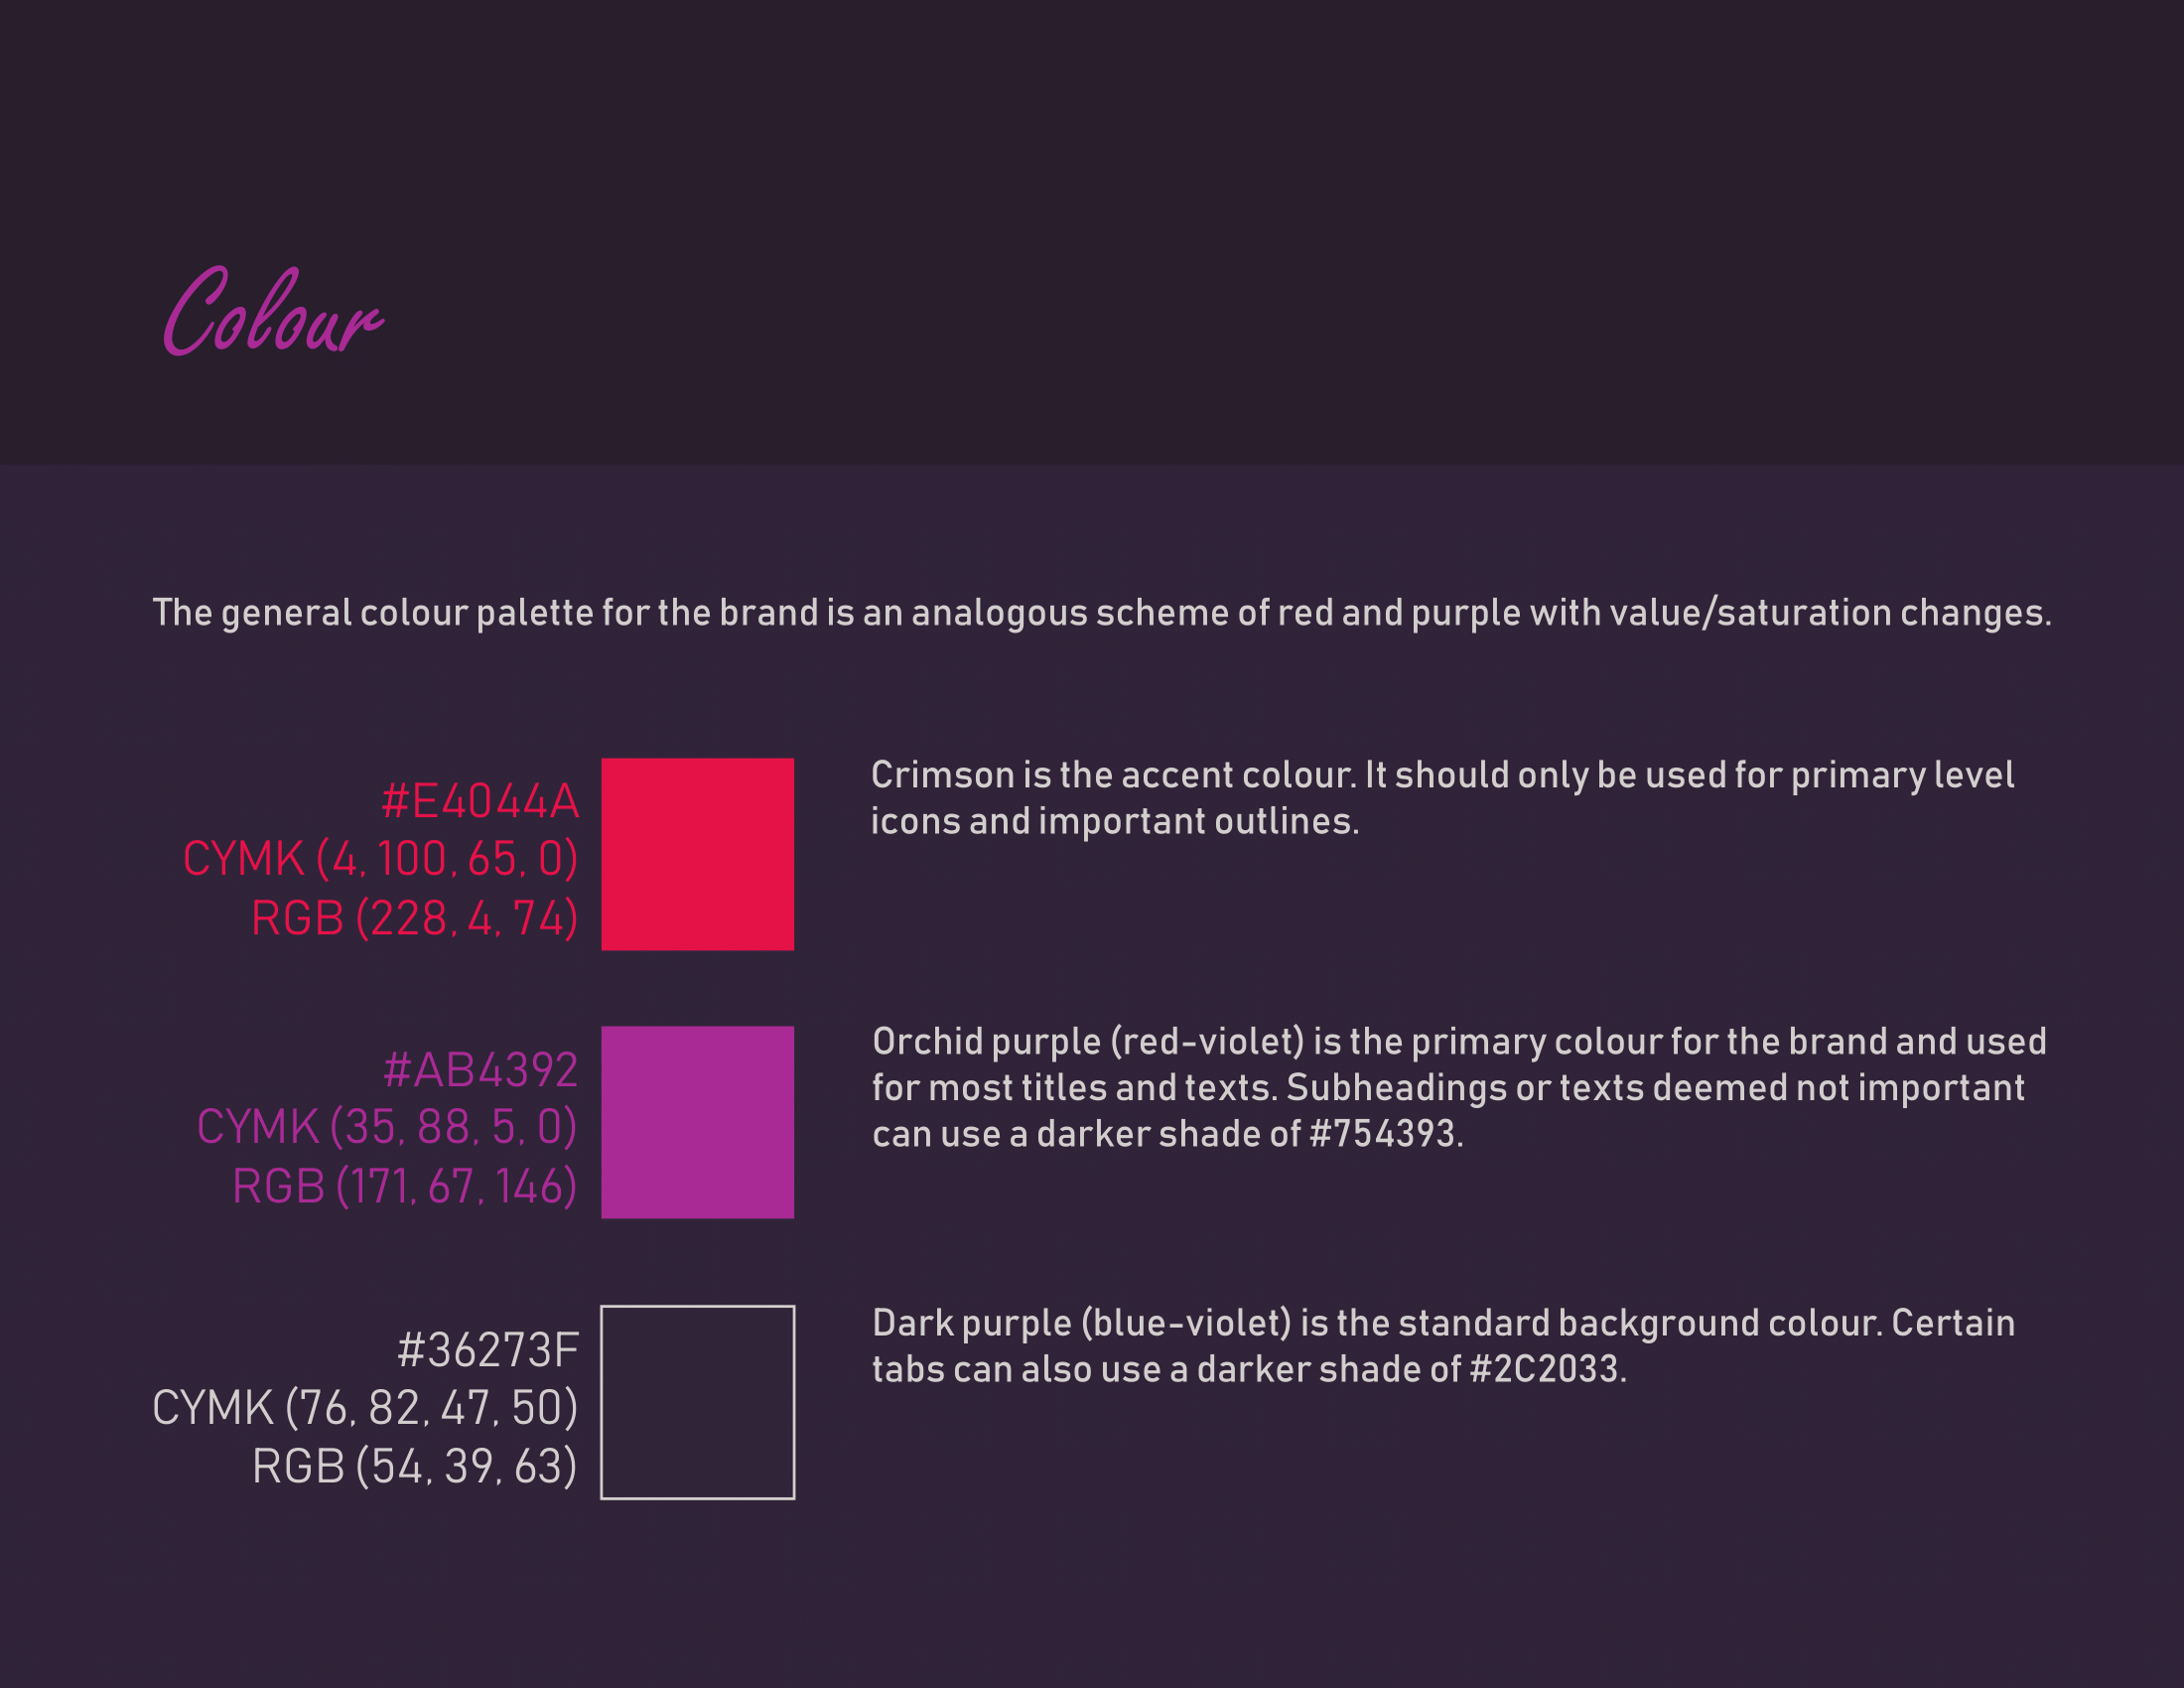 Colour
The general colour palette for the brand is an analogous scheme of red and purple with value/saturation changes.
#E4044A
CYMK (4, 100, 65, 0)
RGB (228, 4, 74)
Crimson is the accent colour. It should only be used for primary level
icons and important outlines.
#AB4392
CYMK (35, 88, 5, 0)
RGB (171, 67, 146)
Orchid purple (red-violet) is the primary colour for the brand and used
for most titles and texts. Subheadings or texts deemed not important
can use a darker shade of #754393.
#36273F
CYMK (76, 82, 47, 50)
RGB (54, 39, 63)
Dark purple (blue-violet) is the standard background colour. Certain
tabs can also use a darker shade of #2C2033.